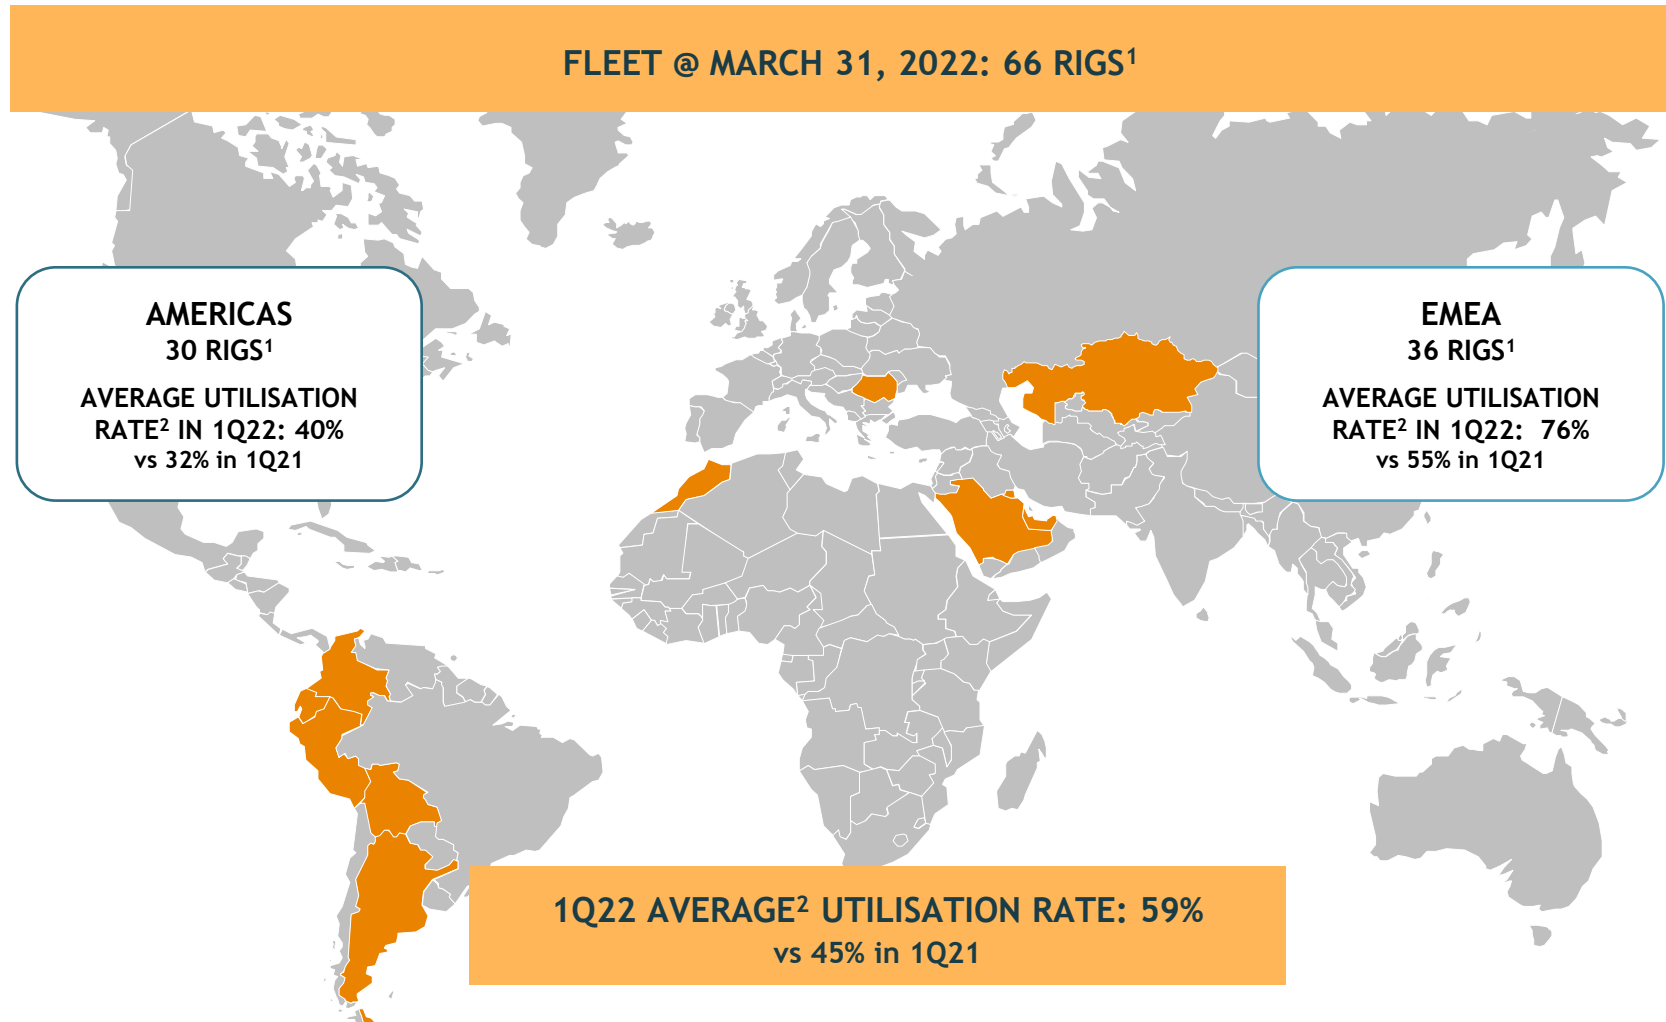 FLEET @ MARCH 31, 2022: 66 RIGS¹
AMERICAS
30 RIGS¹
AVERAGE UTILISATION
RATE² IN 1Q22: 40%
vs 32% in 1Q21
EMEA
36 RIGS¹
AVERAGE UTILISATION
RATE² IN 1Q22: 76%
vs 55% in 1Q21
1Q22 AVERAGE² UTILISATION RATE: 59%
vs 45% in 1Q21